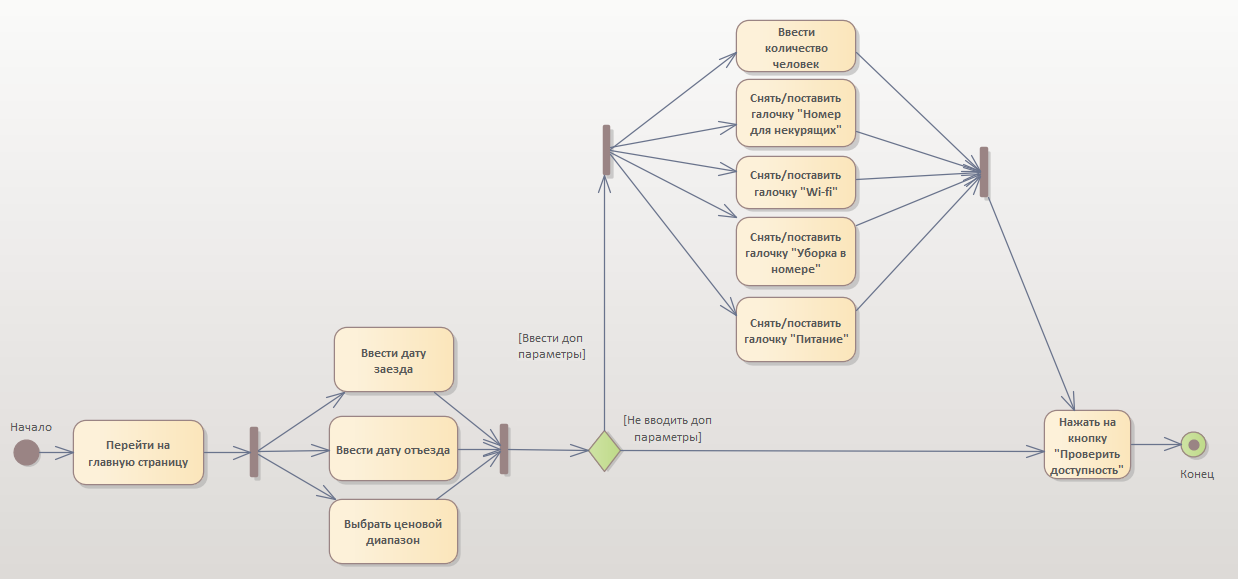 Начало
Перейти на
главную страницу
Ввести дату
заезда
Ввести дату отъезда
Выбрать ценовой
диапазон
[Ввести доп
параметры]
[Не вводить доп
параметры]
Ввести
количество
человек
Снять/поставить
галочку "Номер
для некурящих"
Снять/поставить
галочку "Wi-fi"
Снять/поставить
галочку "Уборка в
номере"
Снять/поставить
галочку "Питание"
Нажать на
кнопку
"Проверить
доступность"
Конец